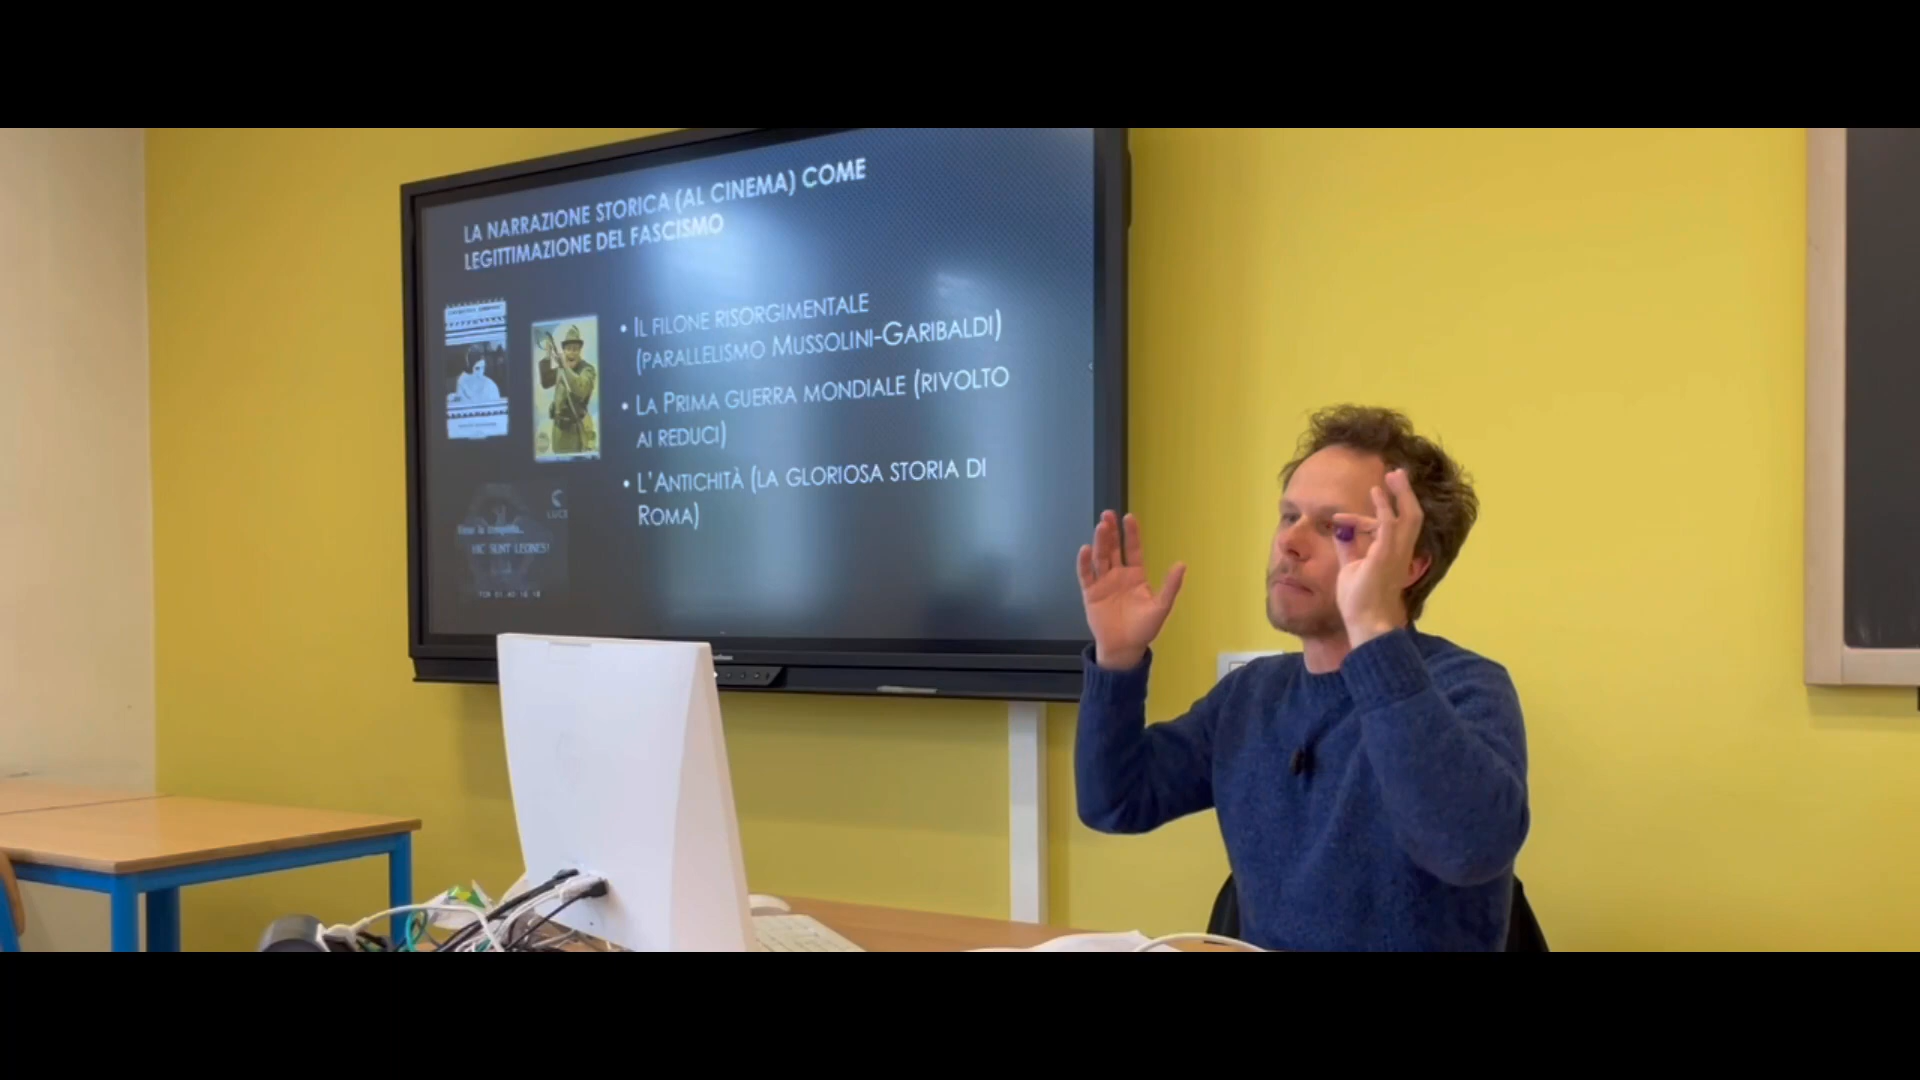 LA NARRAZIONE STORICA (AL CINEMA) COME
LEGITTIMAZIONE DEL FASCISMO
• IL FILONE RISORGIMENTALE
(PARALLELISMO MUSSOLINI-GARIBALDI)
• LA PRIMA GUERRA MONDIALE (RIVOLTO
AI REDUCI)
• L'ANTICHITÀ (LA GLORIOSA STORIA DI
ROMA)
LUCE
HIC SUNT LEONES!